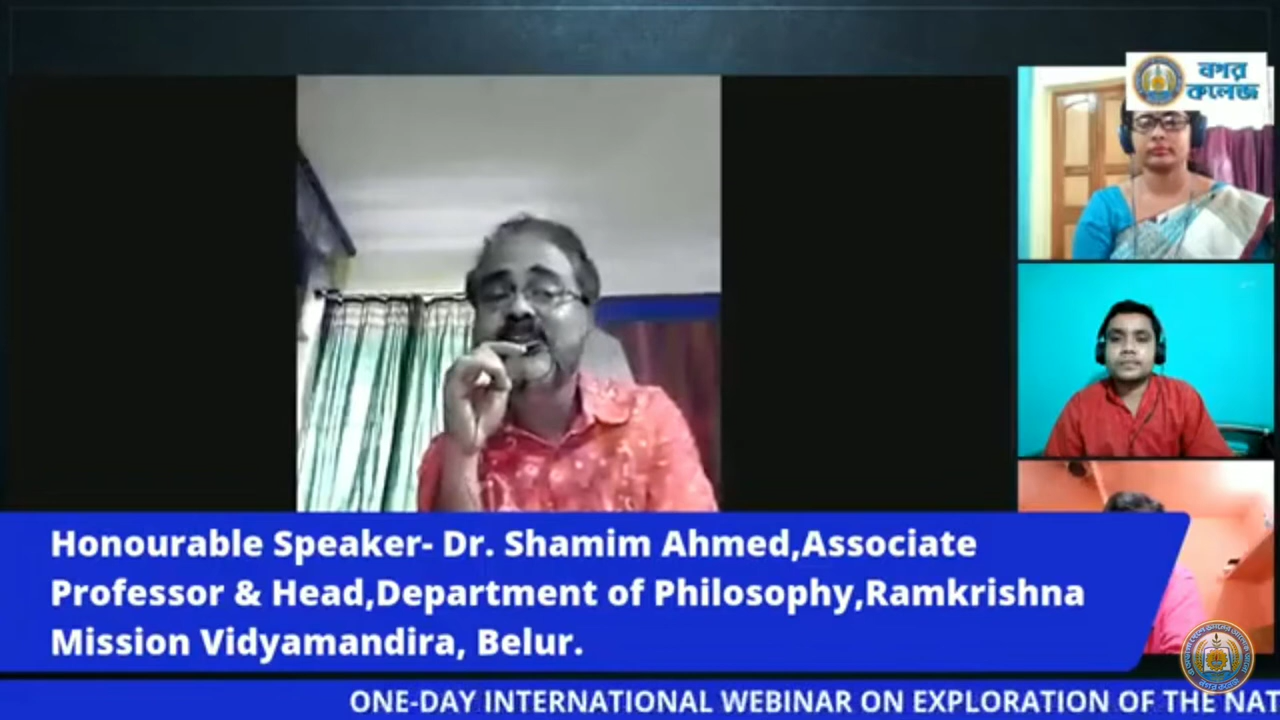 নগর
কলেজ
Honourable Speaker- Dr. Shamim Ahmed,Associate
Professor & Head,Department of Philosophy,Ramkrishna
Mission Vidyamandira, Belur.
ONE-DAY INTERNATIONAL WEBINAR ON EXPLORATION OF THE NAT